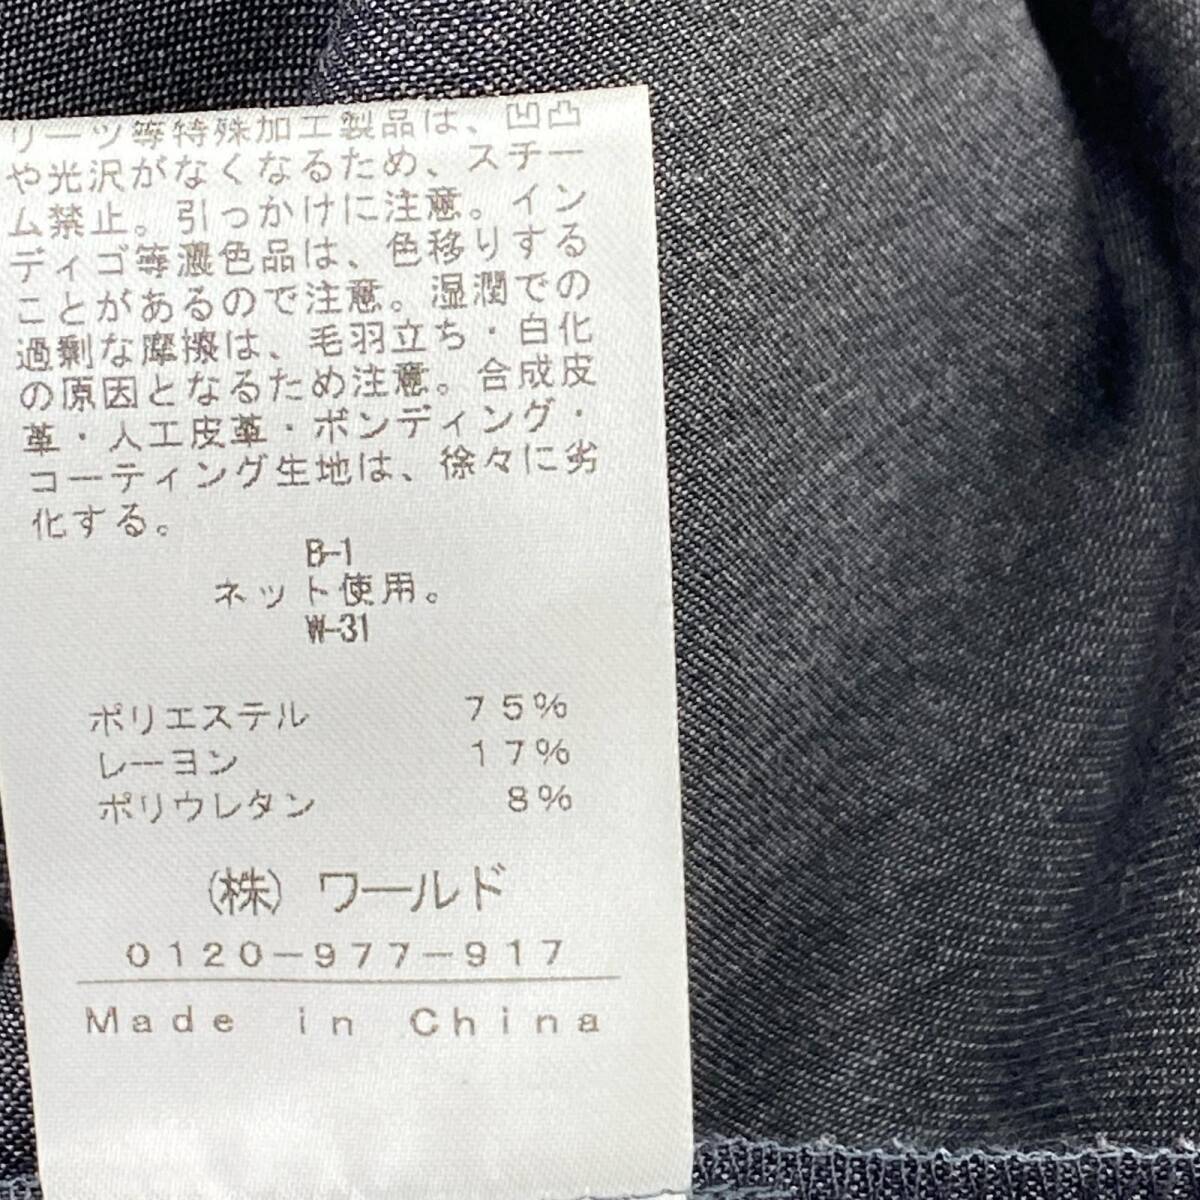 リーツ等特殊加工製品は、凹凸
や光沢がなくなるため、スチー
ム禁止。引っかけに注意。イン
ディゴ等濃色品は、色移りする
ことがあるので注意。湿潤での
過剰な摩擦は、毛羽立ち・白化
の原因となるため注意。合成皮
革・人工皮革・ボンディング・
コーティング生地は、徐々に劣
化する。
B-1
ネット使用。
W-31
ポリエステル 75%
レーヨン 17%
ポリウレタン 8%
(株) ワールド
0120-977-917
Made in China